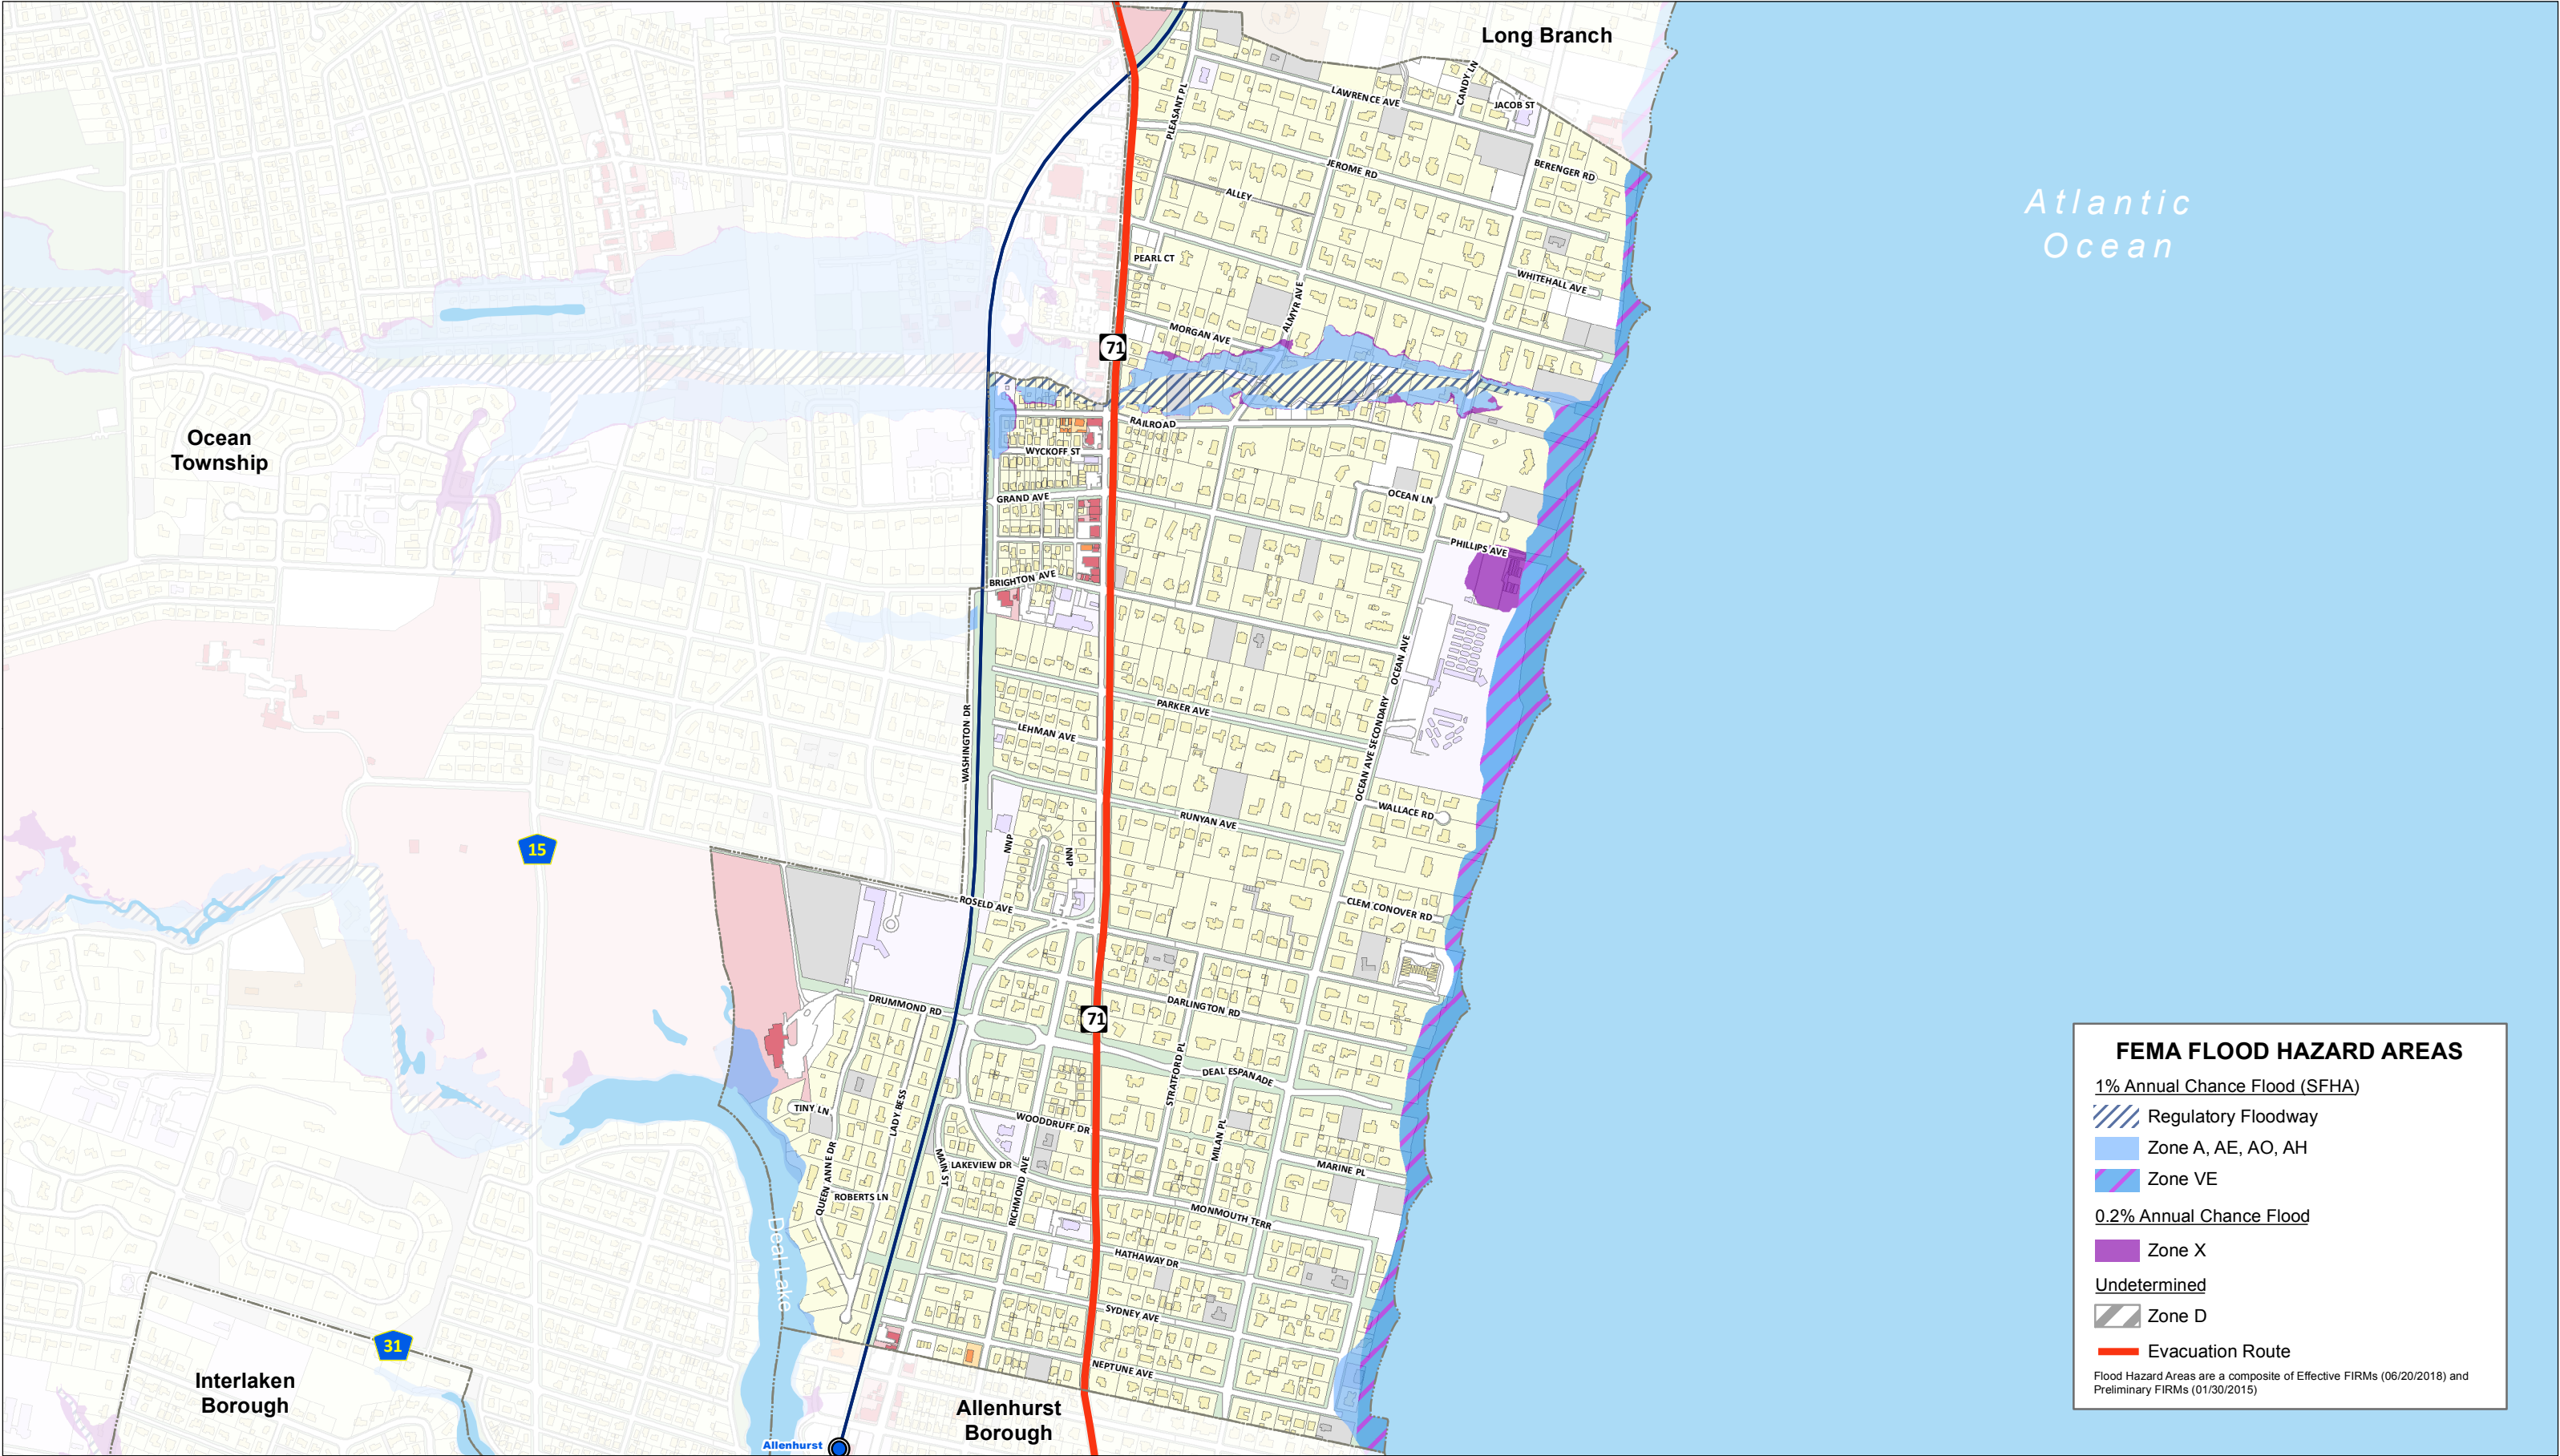 Long Branch
CANDY LN
LAWRENCE AVE
JACOB ST
PLEASANT PL
JEROME RD
BERENGER RD
ALLEY
Atlantic
Ocean
PEARL CT
WHITEHALL AVE
ALMYR AVE
MORGAN AVE
71
RAILROAD
Ocean
Township
WYCKOFF ST
GRAND AVE
OCEAN LN
PHILLIPS AVE
BRIGHTON AVE
OCEAN AVE
PARKER AVE
WASHINGTON DR
LEHMAN AVE
OCEAN AVE SECONDARY
WALLACE RD
RUNYAN AVE
NNP
NNP
15
ROSELD AVE
CLEM CONOVER RD
DRUMMOND RD
DARLINGTON RD
71
STRATFORD PL
DEAL ESPANADE
TINY LN
LADY BESS
WOODDRUFF DR
MILAN PL
MAIN ST
LAKEVIEW DR
MARINE PL
QUEEN ANNE DR
ROBERTS LN
RICHMOND AVE
MONMOUTH TERR
Deal Lake
HATHAWAY DR
SYDNEY AVE
31
NEPTUNE AVE
Interlaken
Borough
Allenhurst
Borough
Allenhurst
FEMA FLOOD HAZARD AREAS
1% Annual Chance Flood (SFHA)
Regulatory Floodway
Zone A, AE, AO, AH
Zone VE
0.2% Annual Chance Flood
Zone X
Undetermined
Zone D
Evacuation Route
Flood Hazard Areas are a composite of Effective FIRMs (06/20/2018) and
Preliminary FIRMs (01/30/2015)